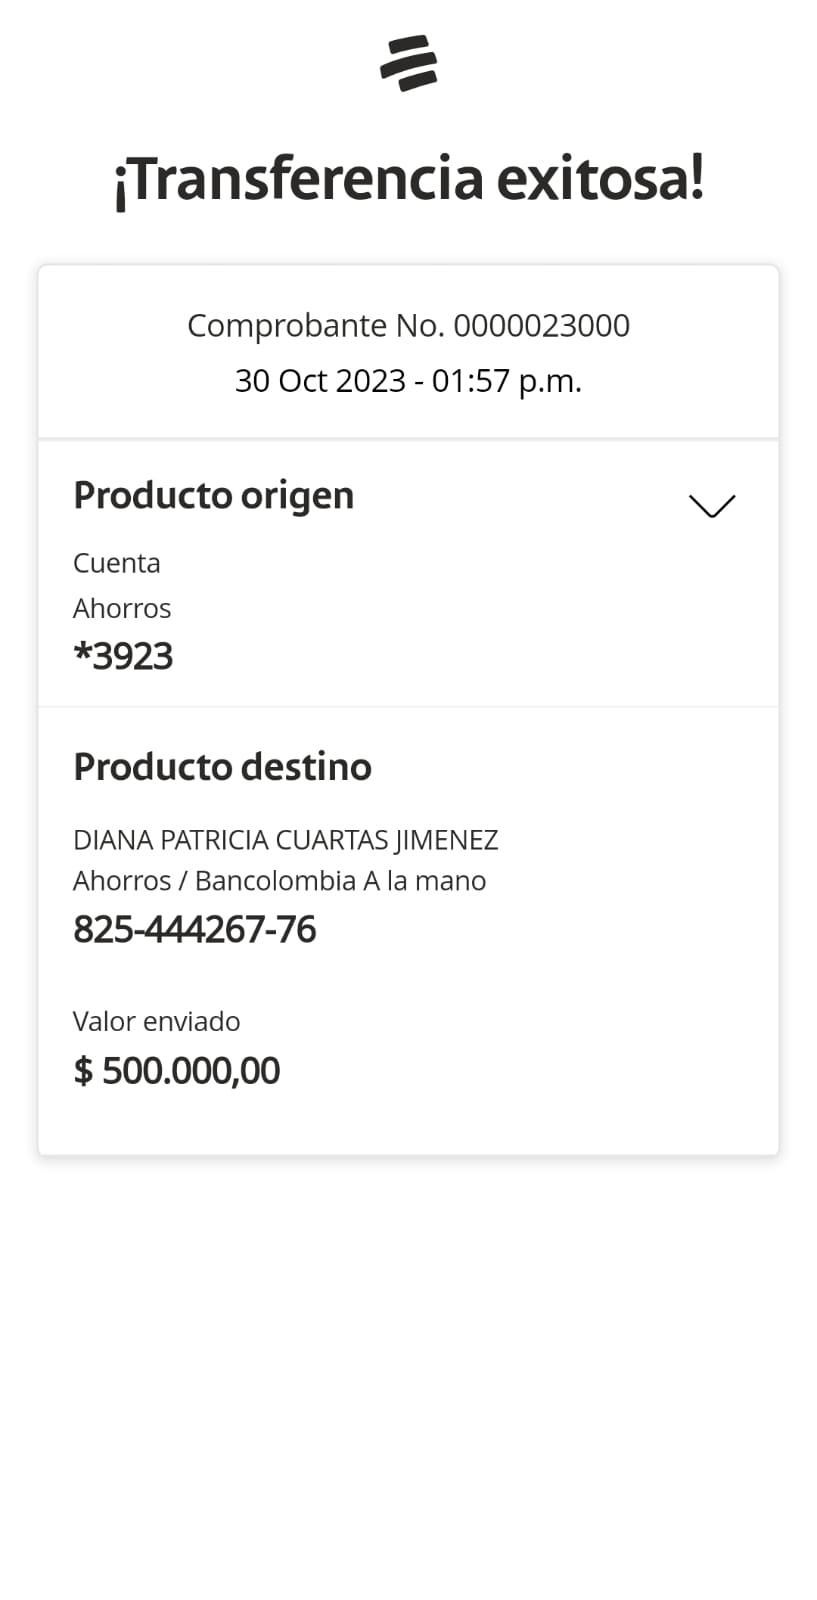 ¡Transferencia exitosa!
Comprobante No. 0000023000
30 Oct 2023 - 01:57 p.m.
Producto origen
Cuenta
Ahorros
*3923
Producto destino
DIANA PATRICIA CUARTAS JIMENEZ
Ahorros / Bancolombia A la mano
825-444267-76
Valor enviado
$ 500.000,00